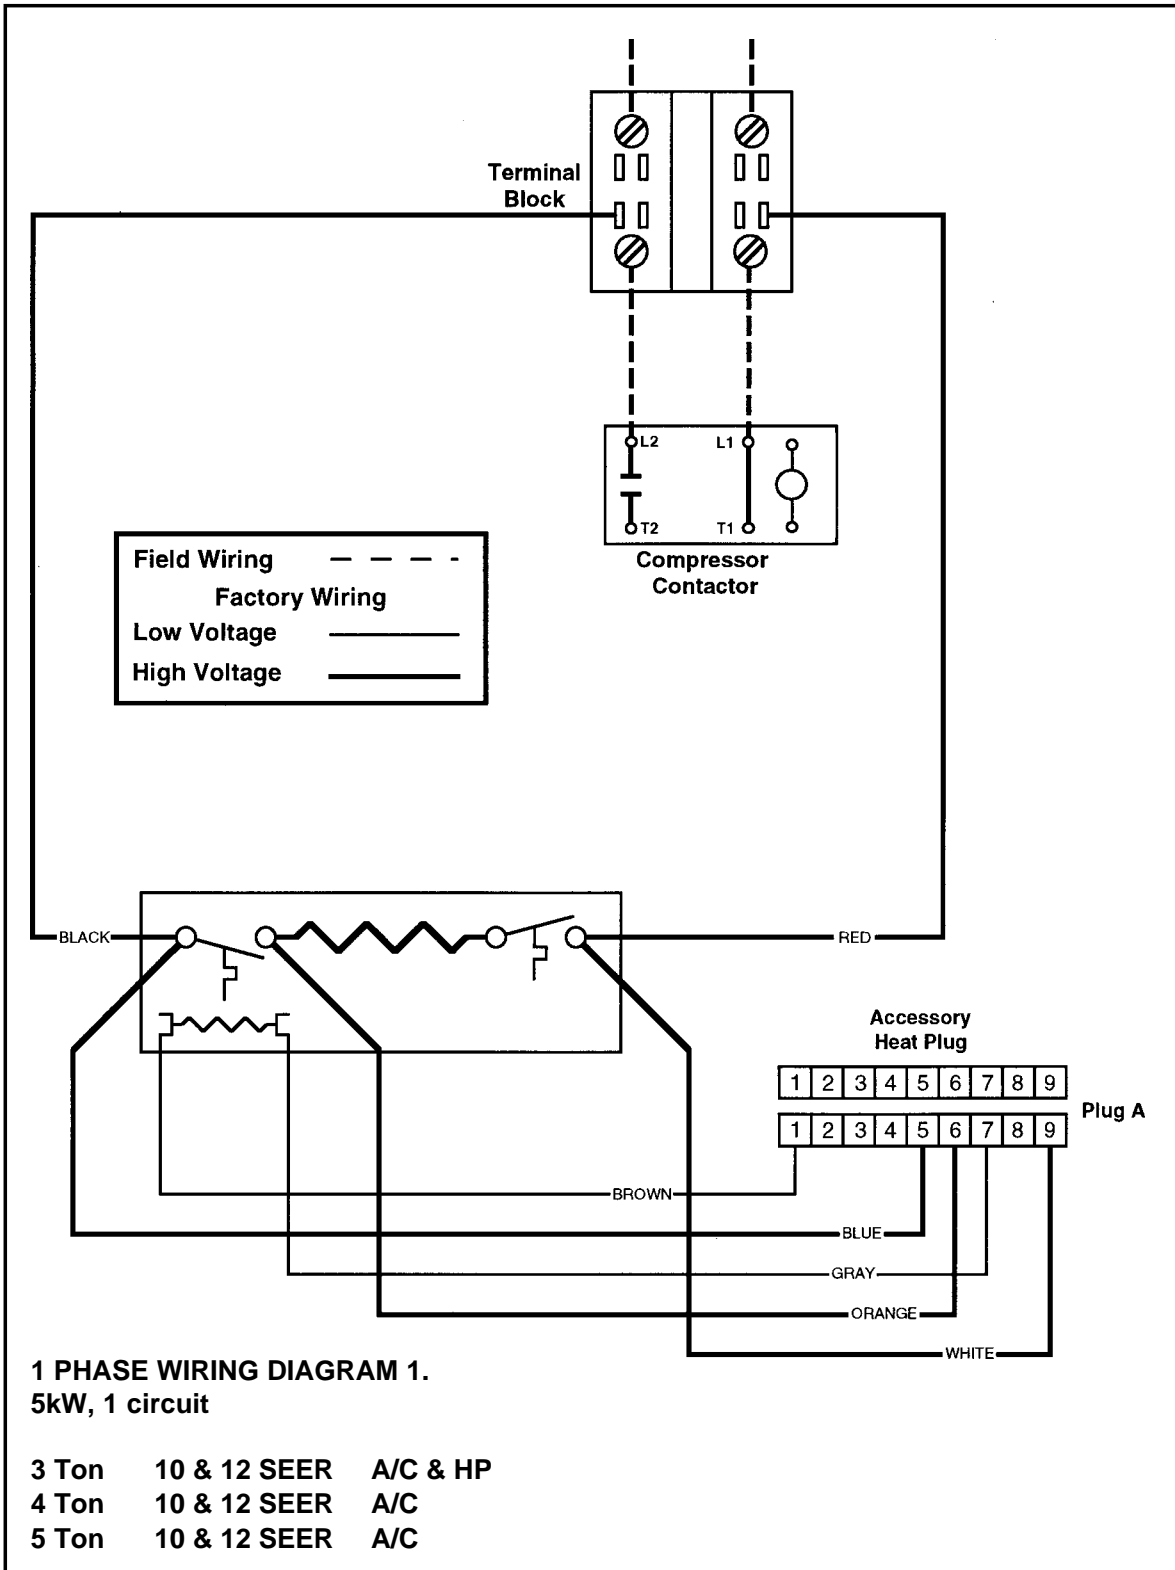 Terminal
Block
L2
L1
T2
T1
Compressor
Contactor
Field Wiring
Factory Wiring
Low Voltage
High Voltage
BLACK
RED
Accessory
Heat Plug
1 2 3 4 5 6 7 8 9
Plug A
1 2 3 4 5 6 7 8 9
BROWN
BLUE
GRAY
ORANGE
WHITE
1 PHASE WIRING DIAGRAM 1.
5kW, 1 circuit
3 Ton 10 & 12 SEER A/C & HP
4 Ton 10 & 12 SEER A/C
5 Ton 10 & 12 SEER A/C